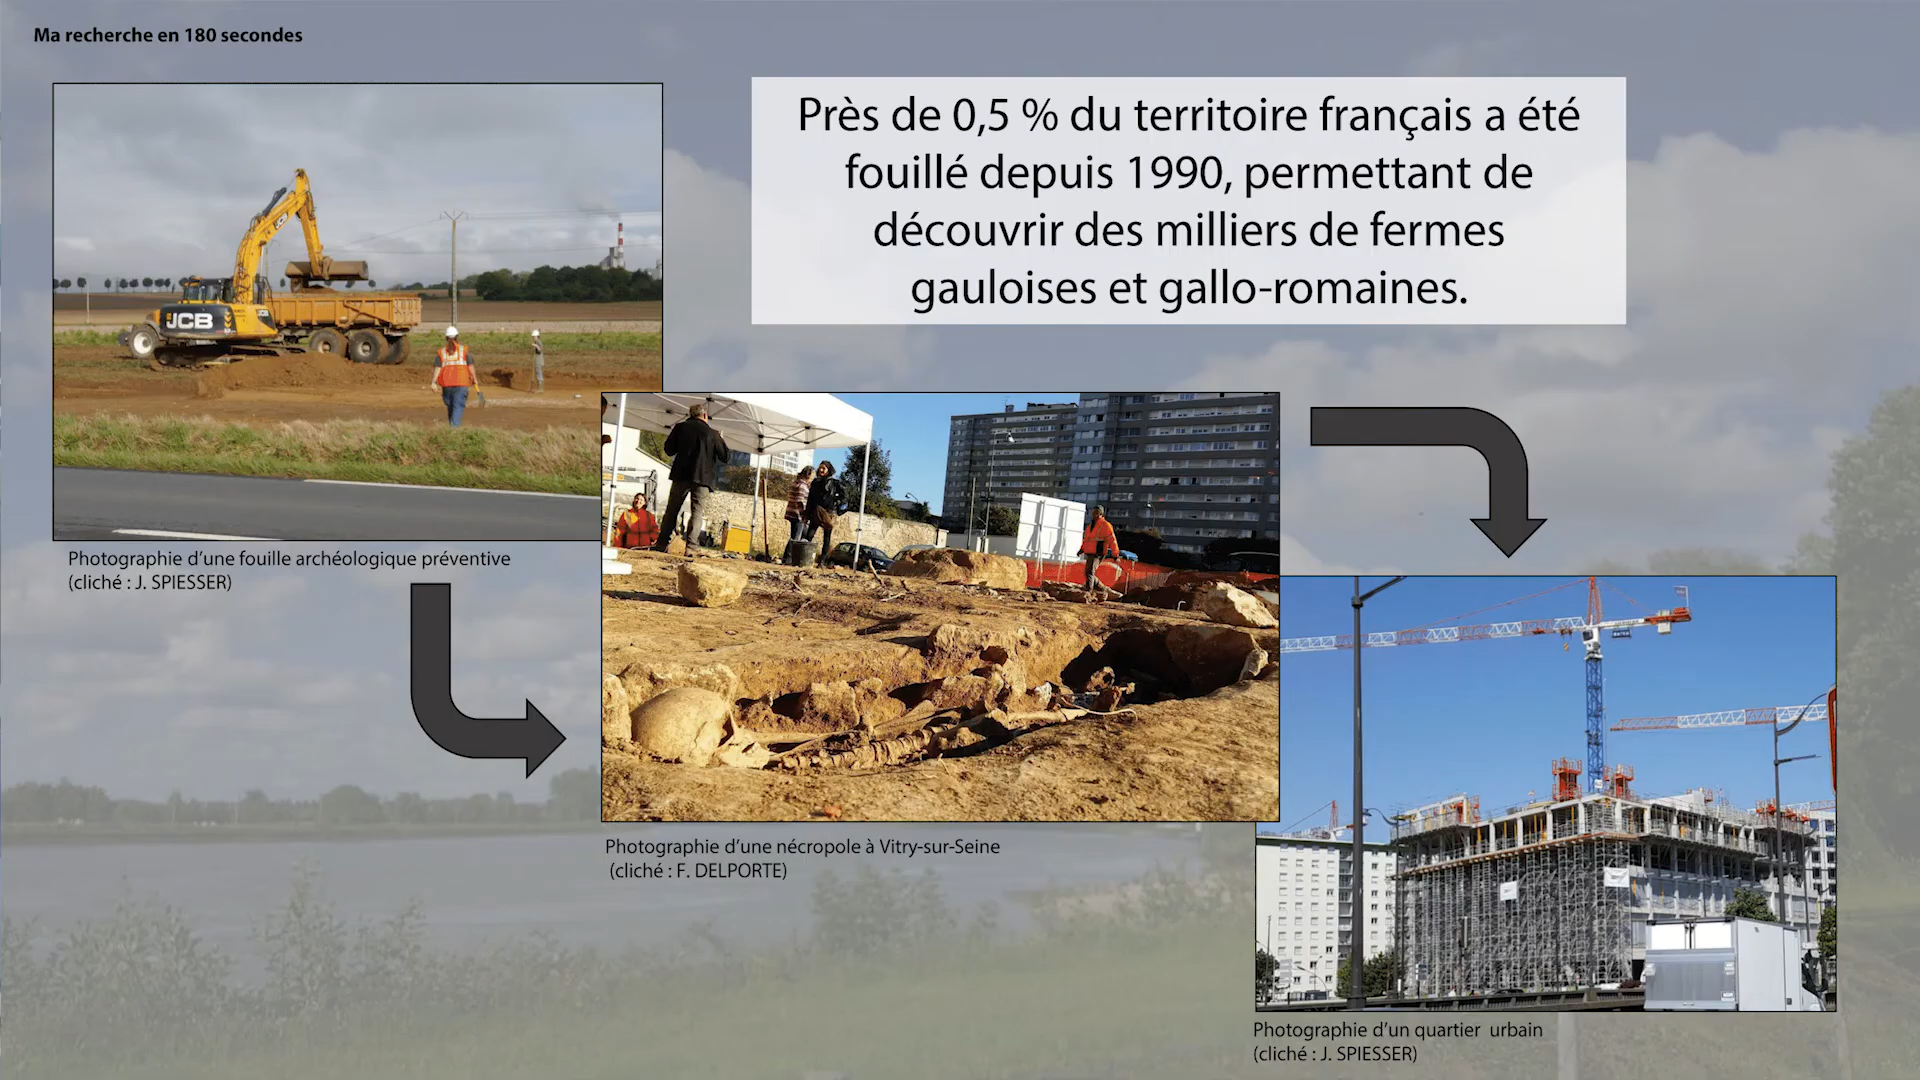 Ma recherche en 180 secondes
Près de 0,5 % du territoire français a été
fouillé depuis 1990, permettant de
découvrir des milliers de fermes
gauloises et gallo-romaines.
JCB
JCB
Photographie d’une fouille archéologique préventive
(cliché : J. SPIESSER)
Photographie d’une nécropole à Vitry-sur-Seine
(cliché : F. DELPORTE)
Photographie d’un quartier urbain
(cliché : J. SPIESSER)